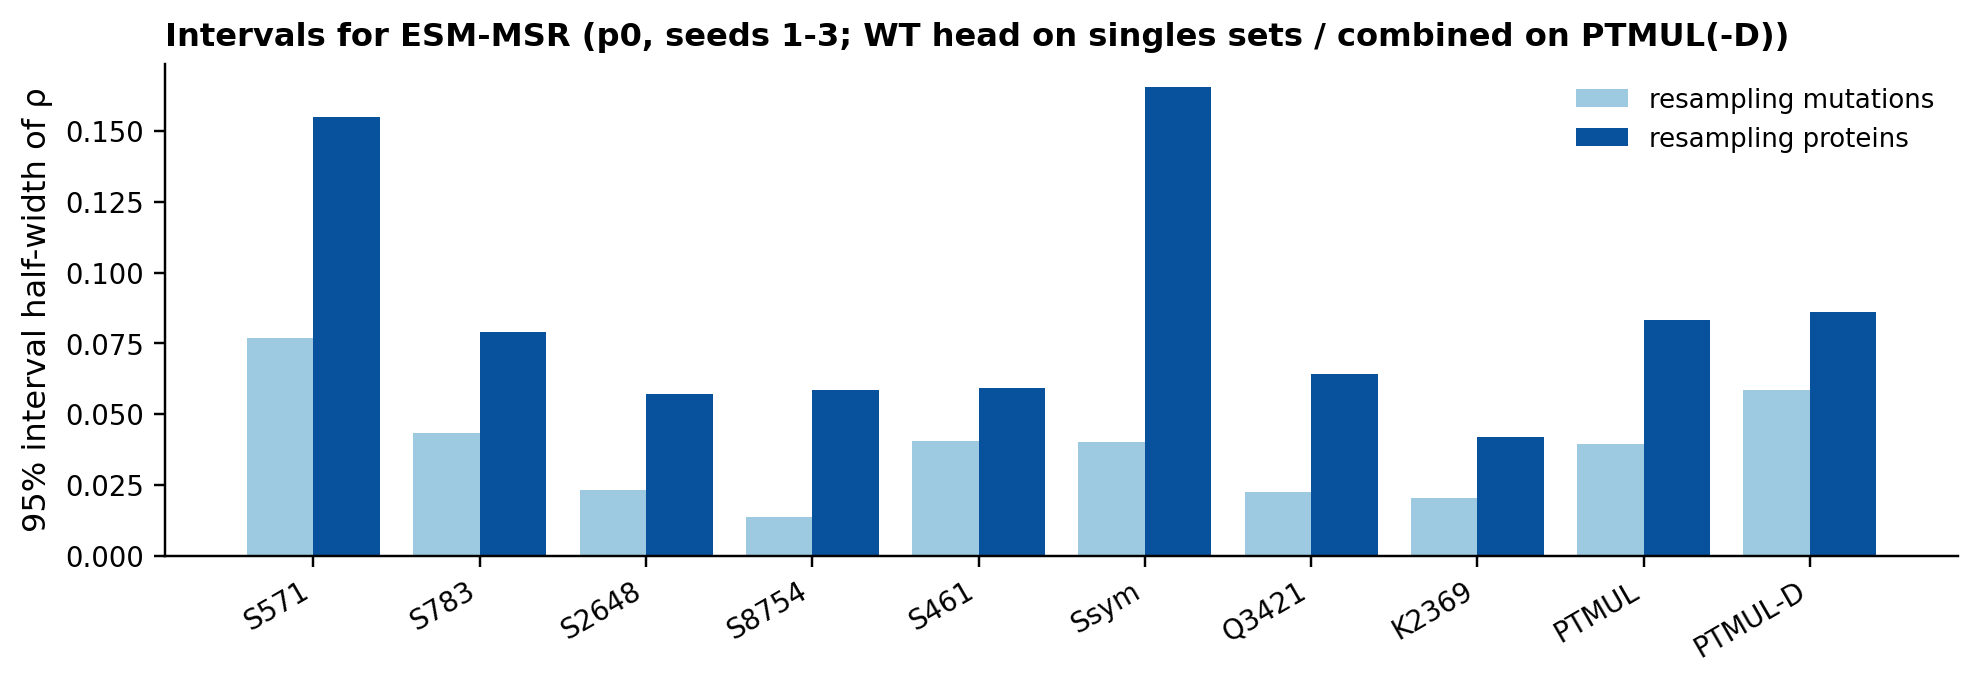 Intervals for ESM-MSR (p0, seeds 1-3; WT head on singles sets / combined on PTMUL(-D))
resampling mutations
resampling proteins
95% interval half-width of ρ
0.150
0.125
0.100
0.075
0.050
0.025
0.000
S571
S783
S2648
S8754
S461
Ssym
Q3421
K2369
PTMUL
PTMUL-D